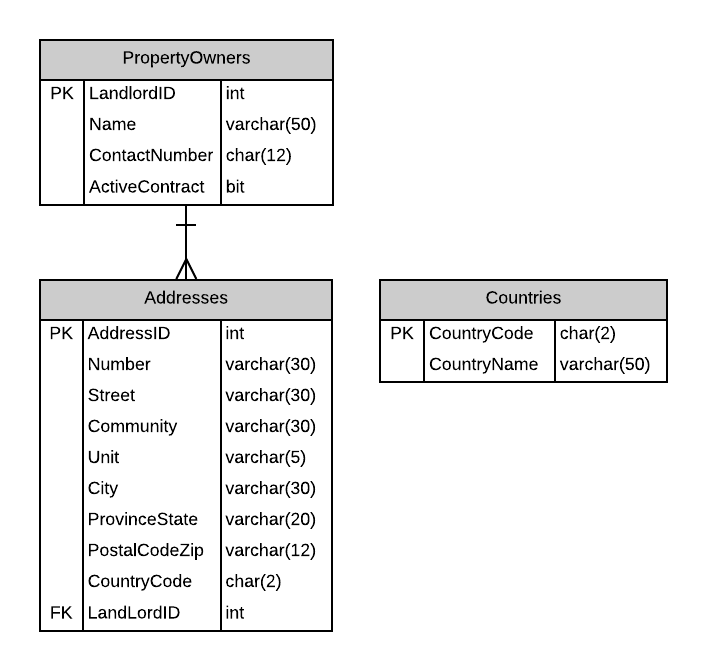 PropertyOwners
PK LandlordID int
Name varchar(50)
ContactNumber char(12)
ActiveContract bit
Addresses
PK AddressID int
Number varchar(30)
Street varchar(30)
Community varchar(30)
Unit varchar(5)
City varchar(30)
ProvinceState varchar(20)
PostalCodeZip varchar(12)
CountryCode char(2)
FK LandLordID int
Countries
PK CountryCode char(2)
CountryName varchar(50)